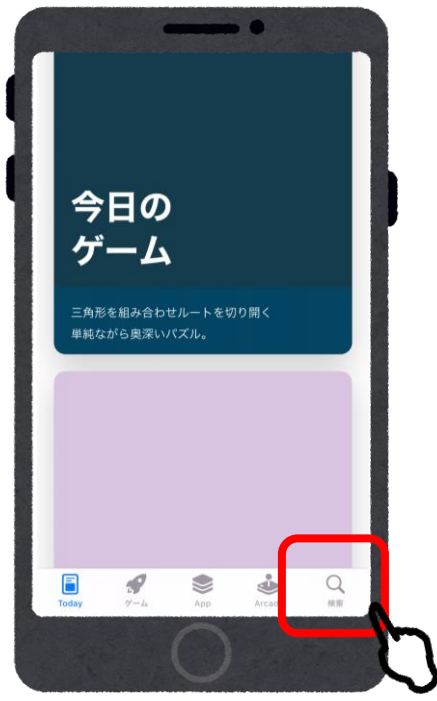 今日の
ゲーム
三角形を組み合わせルートを切り開く
単純ながら奥深いパズル。
Today
ゲーム
App
Arcade
検索